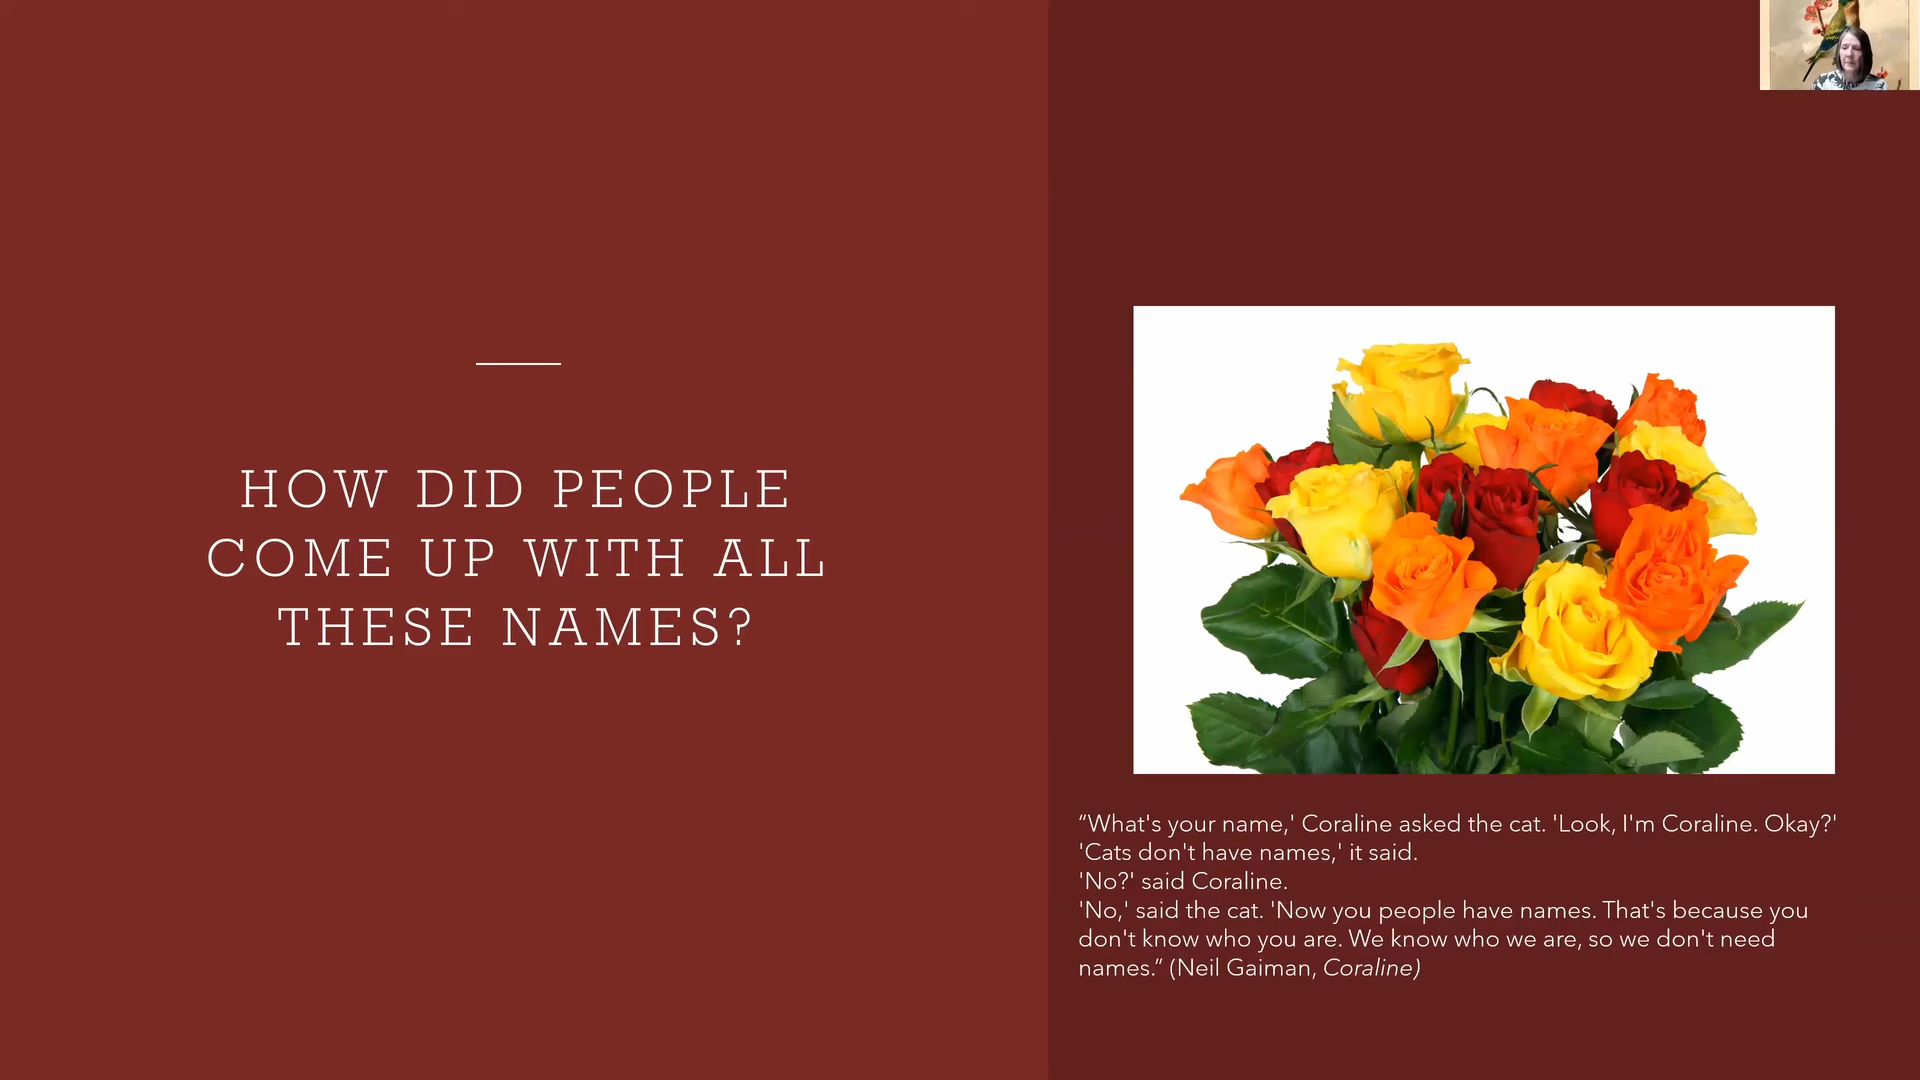 HOW DID PEOPLE
COME UP WITH ALL
THESE NAMES?
“What's your name,' Coraline asked the cat. 'Look, I'm Coraline. Okay?'
'Cats don't have names,' it said.
'No?' said Coraline.
'No,' said the cat. 'Now you people have names. That's because you
don't know who you are. We know who we are, so we don't need
names.” (Neil Gaiman, Coraline)